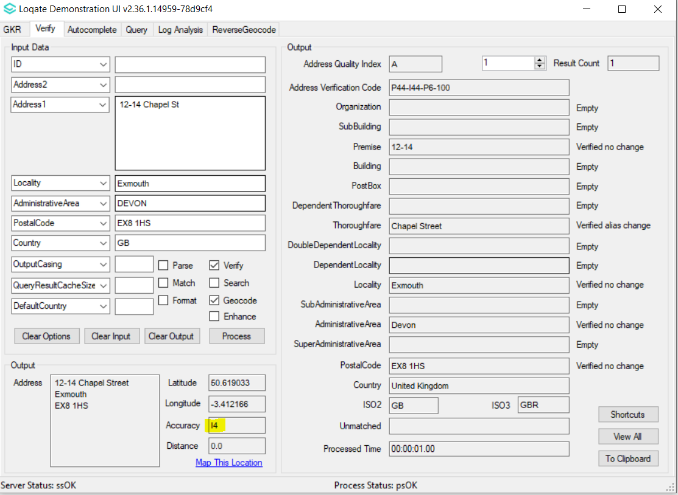 Loqate Demonstration UI v2.36.1.14959-78d9cf4
GKR Verify Autocomplete Query Log Analysis ReverseGeocode
Input Data
ID
Address2
Address1 12-14 Chapel St
Locality Exmouth
AdministrativeArea DEVON
PostalCode EX8 1HS
Country GB
OutputCasing Parse Verify
QueryResultCacheSize Match Search
DefaultCountry Format Geocode
Enhance
Clear Options Clear Input Clear Output Process
Output
Address 12-14 Chapel Street
Exmouth
EX8 1HS
Latitude 50.619033
Longitude -3.412166
Accuracy I4
Distance 0.0
Map This Location
Output
Address Quality Index A 1 Result Count 1
Address Verification Code P44-I44-P6-100
Organization Empty
SubBuilding Empty
Premise 12-14 Verified no change
Building Empty
PostBox Empty
DependentThoroughfare Empty
Thoroughfare Chapel Street Verified alias change
DoubleDependentLocality Empty
DependentLocality Empty
Locality Exmouth Verified no change
SubAdministrativeArea Empty
AdministrativeArea Devon Verified no change
SuperAdministrativeArea Empty
PostalCode EX8 1HS Verified no change
Country United Kingdom
ISO2 GB ISO3 GBR
Unmatched
Processed Time 00:00:01.00
Shortcuts
View All
To Clipboard
Server Status: ssOK Process Status: psOK